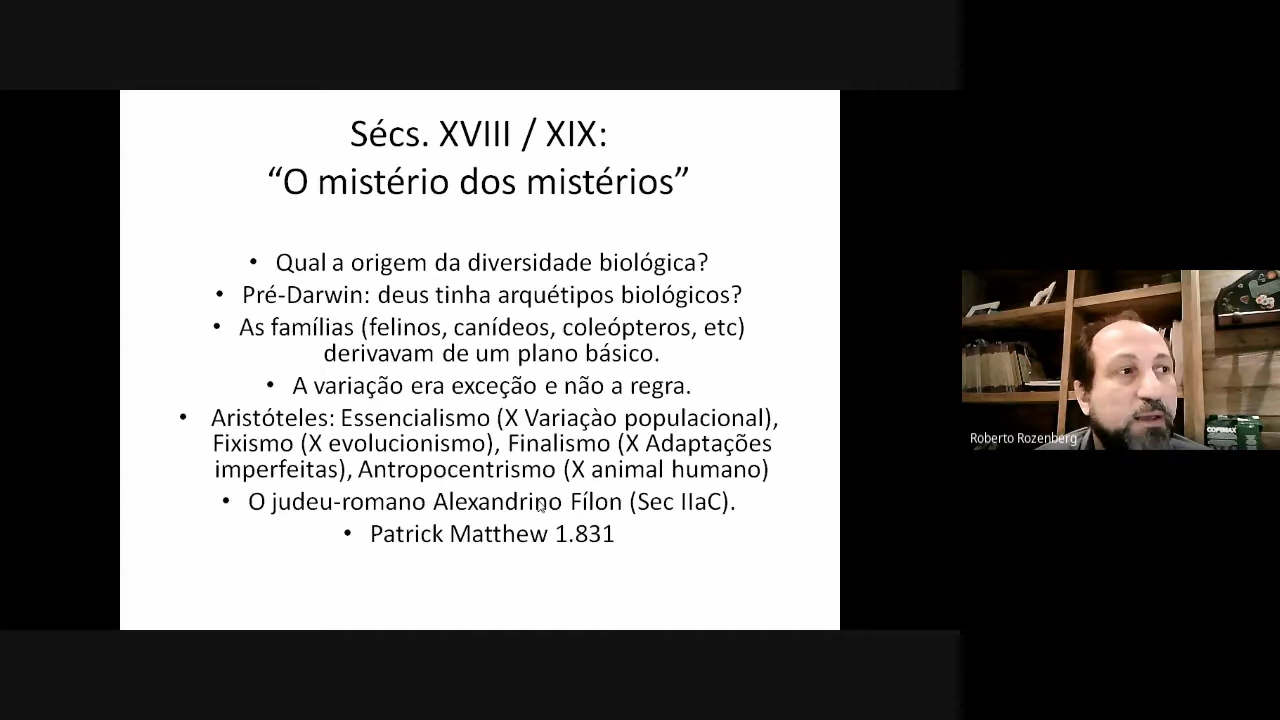 Sécs. XVIII / XIX:
“O mistério dos mistérios”
• Qual a origem da diversidade biológica?
• Pré-Darwin: deus tinha arquétipos biológicos?
• As famílias (felinos, canídeos, coleópteros, etc)
derivavam de um plano básico.
• A variação era exceção e não a regra.
• Aristóteles: Essencialismo (X Variaçào populacional),
Fixismo (X evolucionismo), Finalismo (X Adaptações
imperfeitas), Antropocentrismo (X animal humano)
• O judeu-romano Alexandrino Fílon (Sec IIaC).
• Patrick Matthew 1.831
Roberto Rozenberg
COPIMAX